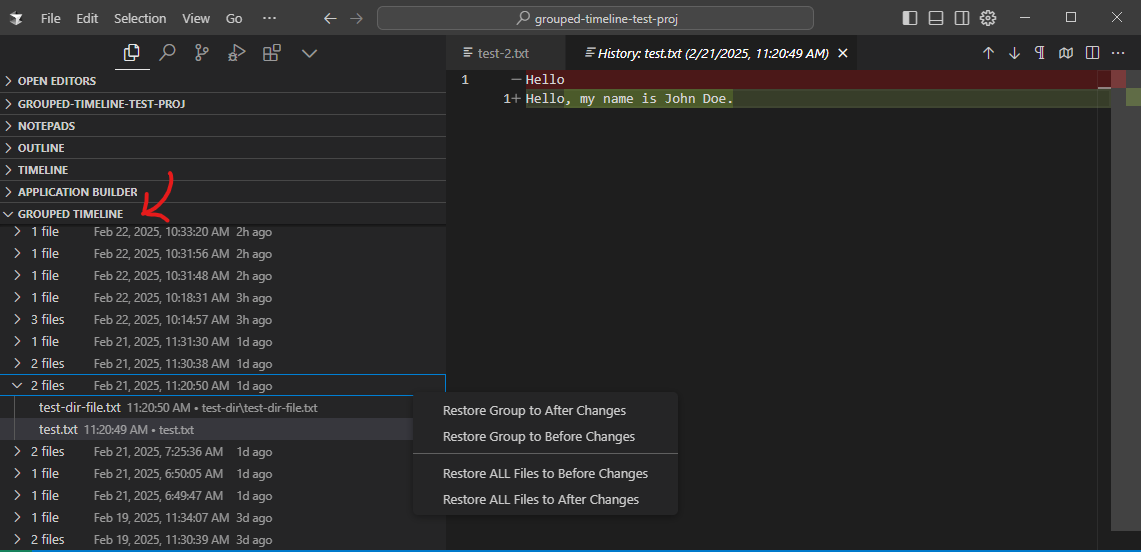 File Edit Selection View Go ··· grouped-timeline-test-proj
test-2.txt History: test.txt (2/21/2025, 11:20:49 AM)
OPEN EDITORS
GROUPED-TIMELINE-TEST-PROJ
NOTEPADS
OUTLINE
TIMELINE
APPLICATION BUILDER
GROUPED TIMELINE
1 file Feb 22, 2025, 10:33:20 AM 2h ago
1 file Feb 22, 2025, 10:31:56 AM 2h ago
1 file Feb 22, 2025, 10:31:48 AM 2h ago
1 file Feb 22, 2025, 10:18:31 AM 3h ago
3 files Feb 22, 2025, 10:14:57 AM 3h ago
1 file Feb 21, 2025, 11:31:30 AM 1d ago
2 files Feb 21, 2025, 11:30:38 AM 1d ago
2 files Feb 21, 2025, 11:20:50 AM 1d ago
test-dir-file.txt 11:20:50 AM • test-dir\test-dir-file.txt
test.txt 11:20:49 AM • test.txt
2 files Feb 21, 2025, 7:25:36 AM 1d ago
1 file Feb 21, 2025, 6:50:05 AM 1d ago
1 file Feb 21, 2025, 6:49:47 AM 1d ago
1 file Feb 19, 2025, 11:34:07 AM 3d ago
2 files Feb 19, 2025, 11:30:39 AM 3d ago
1 − Hello
1+ Hello, my name is John Doe.
Restore Group to After Changes
Restore Group to Before Changes
Restore ALL Files to Before Changes
Restore ALL Files to After Changes